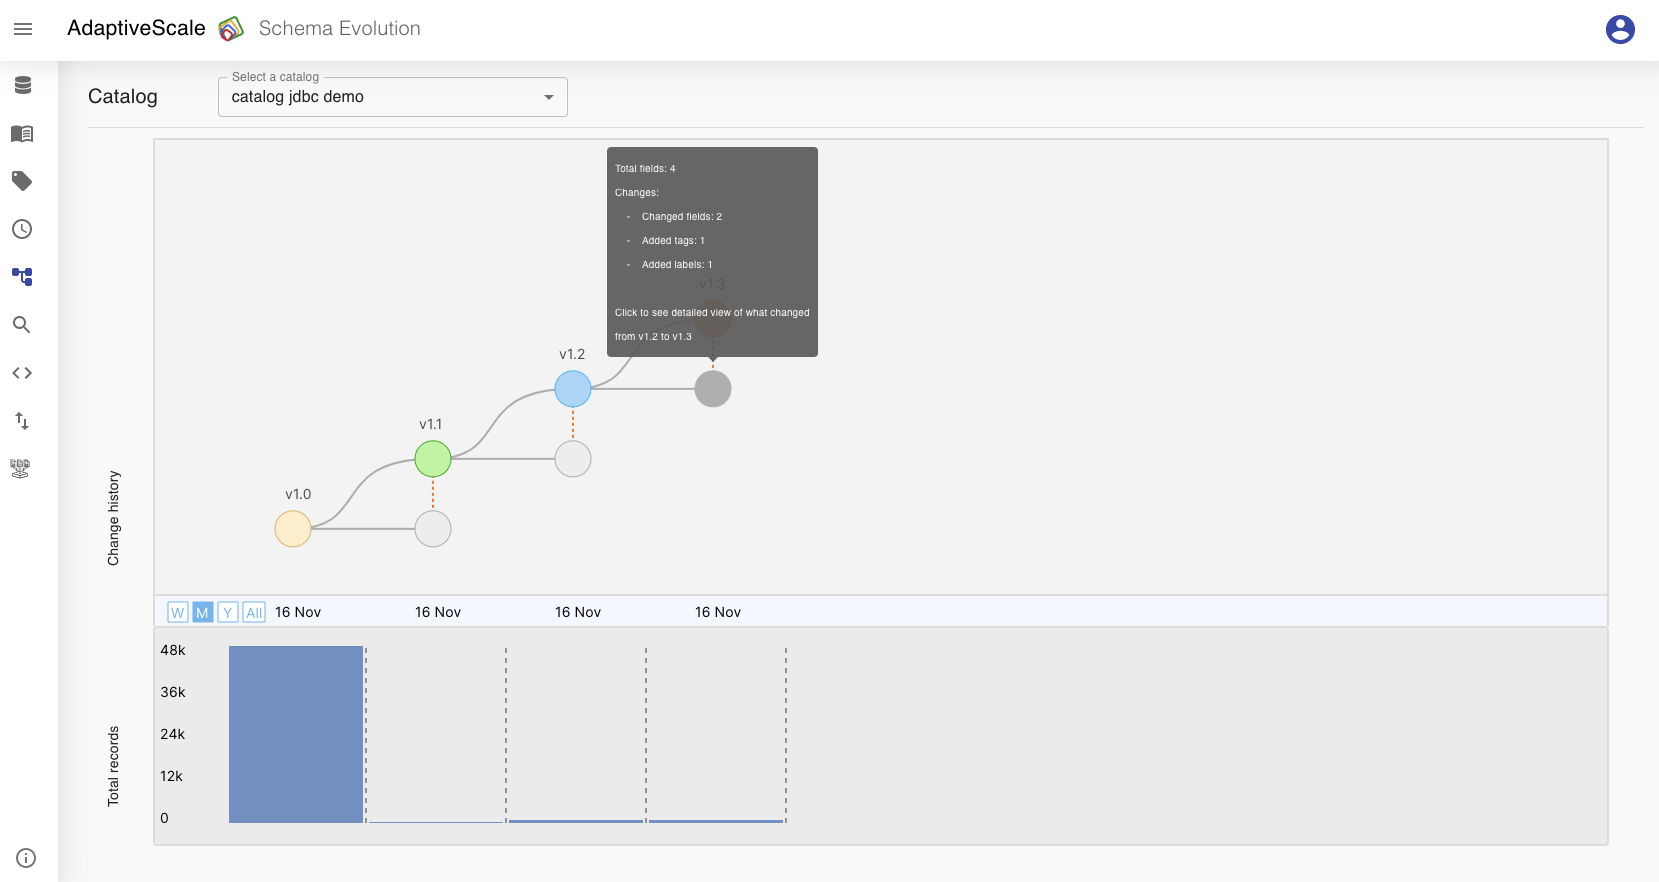 AdaptiveScale Schema Evolution
Catalog
Select a catalog
catalog jdbc demo
Total fields: 4
Changes:
- Changed fields: 2
- Added tags: 1
- Added labels: 1
v1.3
Click to see detailed view of what changed
from v1.2 to v1.3
v1.2
v1.1
v1.0
Change history
W M Y All 16 Nov 16 Nov 16 Nov 16 Nov
48k
36k
24k
12k
0
Total records